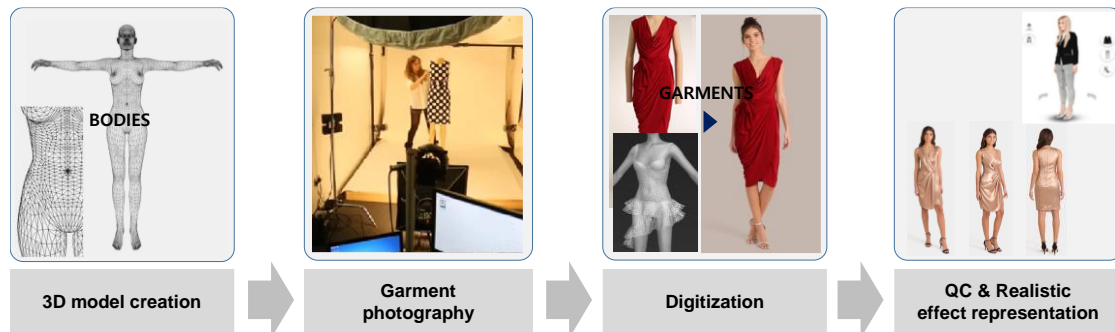 BODIES
GARMENTS
3D model creation
Garment
photography
Digitization
QC & Realistic
effect representation